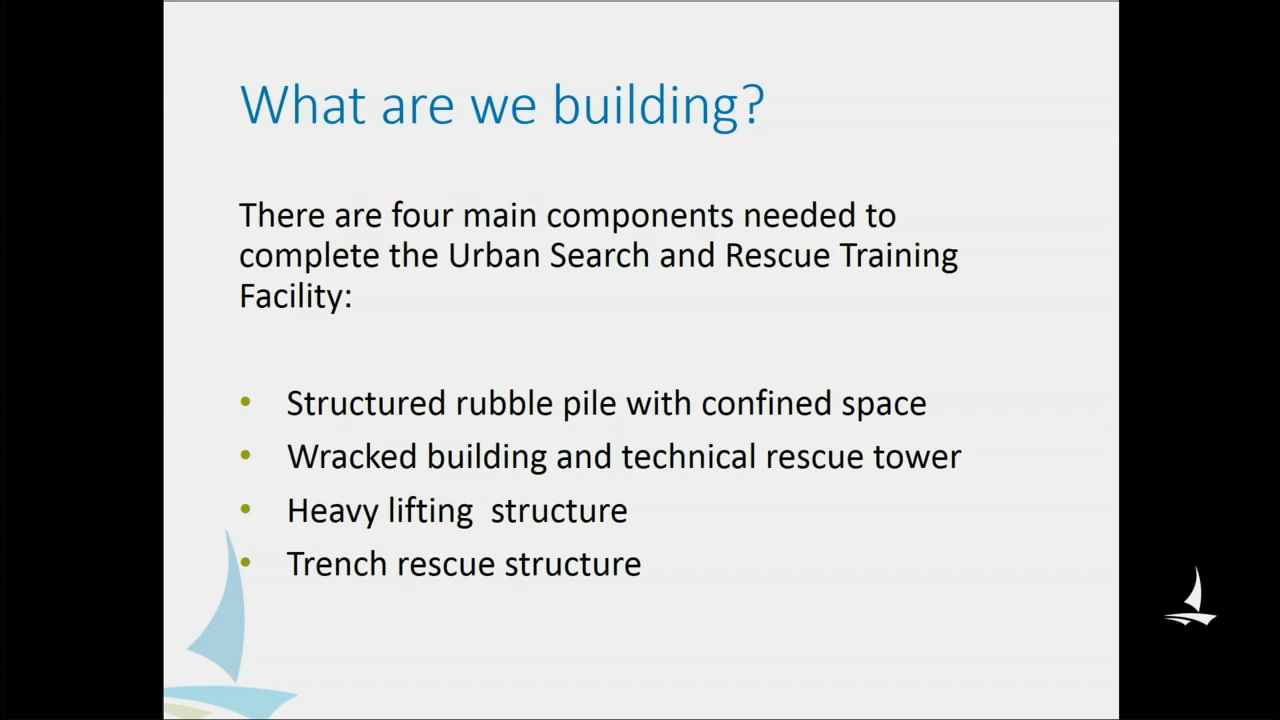 What are we building?
There are four main components needed to
complete the Urban Search and Rescue Training
Facility:
• Structured rubble pile with confined space
• Wracked building and technical rescue tower
• Heavy lifting  structure
• Trench rescue structure